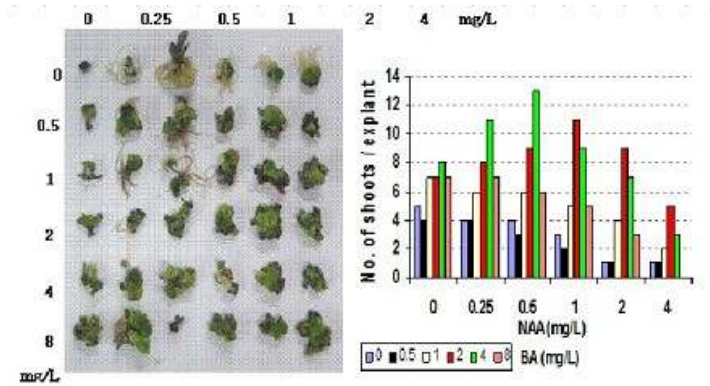 0 0.25 0.5 1 2 4 mg/L
0
0.5
1
2
4
8
mg/L
No. of shoots / explant
14
12
10
8
6
4
2
0
0 0.25 0.6 1 2 4
NAA(mg/L)
0 0.5 1 2 4 8 BA (mg/L)